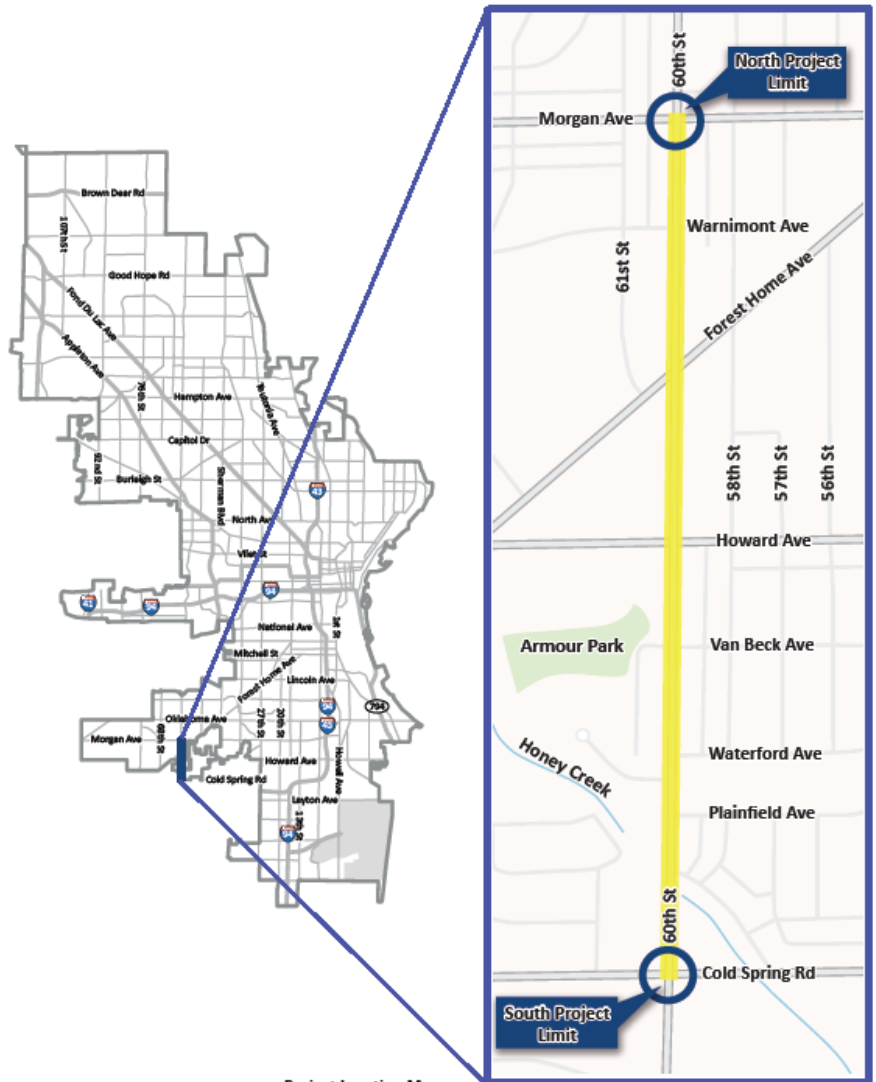 Brown Dear Rd
107th St
Good Hope Rd
Fond Du Lac Ave
Appleton Ave
76th St
Hampton Ave
Teutonia Ave
Capitol Dr
92nd St
Burleigh St
Sherman Blvd
43
North Ave
Vliet St
94
41
94
National Ave
1st St
Mitchell St
Forest Home Ave
Lincoln Ave
94
43
794
Oklahoma Ave
27th St
20th St
Morgan Ave
68th St
Howard Ave
Howell Ave
Cold Spring Rd
Layton Ave
13th St
94
60th St
North Project
Limit
Morgan Ave
Warnimont Ave
61st St
Forest Home Ave
58th St
57th St
56th St
Howard Ave
Armour Park
Van Beck Ave
Honey Creek
Waterford Ave
Plainfield Ave
60th St
Cold Spring Rd
South Project
Limit